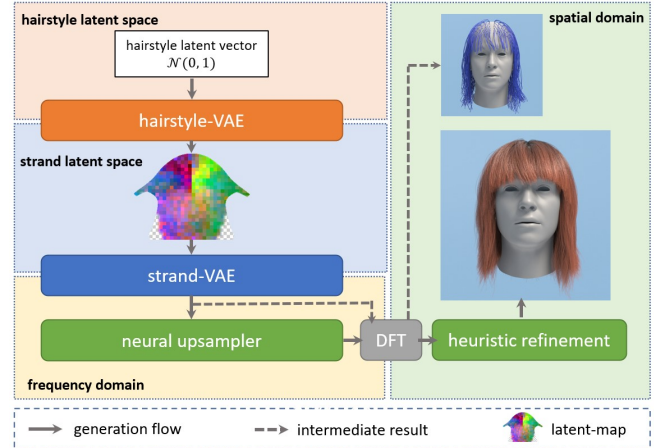 hairstyle latent space
hairstyle latent vector
𝒩(0,1)
hairstyle-VAE
strand latent space
strand-VAE
neural upsampler
frequency domain
DFT
spatial domain
heuristic refinement
generation flow
intermediate result
latent-map